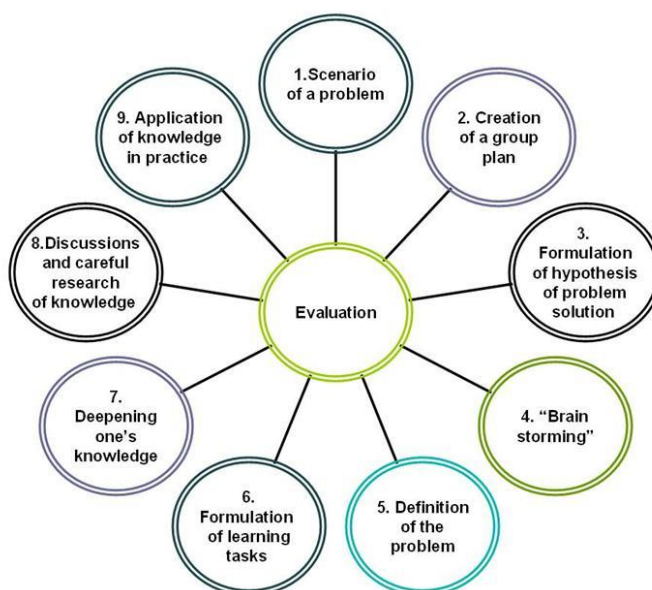 1.Scenario
of a problem
2. Creation
of a group
plan
3.
Formulation
of hypothesis
of problem
solution
4. “Brain
storming”
5. Definition
of the
problem
6.
Formulation
of learning
tasks
7.
Deepening
one's
knowledge
8.Discussions
and careful
research
of knowledge
9. Application
of knowledge
in practice
Evaluation